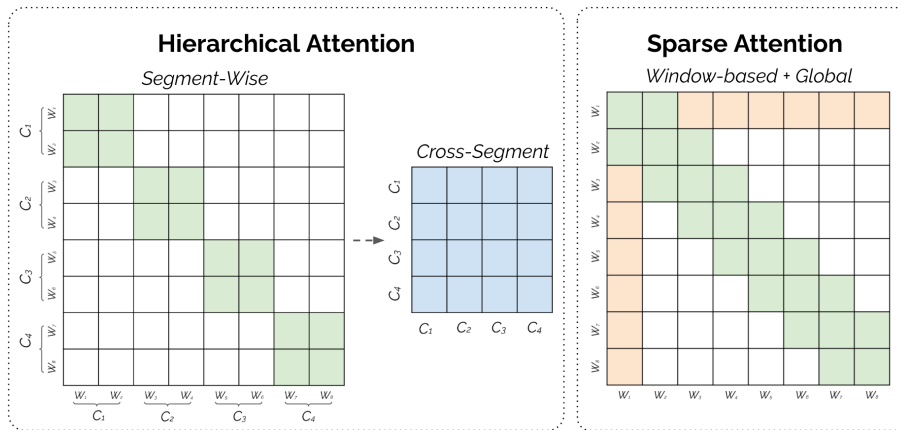 Hierarchical Attention
Segment-Wise
C₁ W₁ W₂
C₂ W₃ W₄
C₃ W₅ W₆
C₄ W₇ W₈
W₁ W₂ W₃ W₄ W₅ W₆ W₇ W₈
C₁ C₂ C₃ C₄
Cross-Segment
C₁
C₂
C₃
C₄
C₁ C₂ C₃ C₄
Sparse Attention
Window-based + Global
W₁
W₂
W₃
W₄
W₅
W₆
W₇
W₈
W₁ W₂ W₃ W₄ W₅ W₆ W₇ W₈